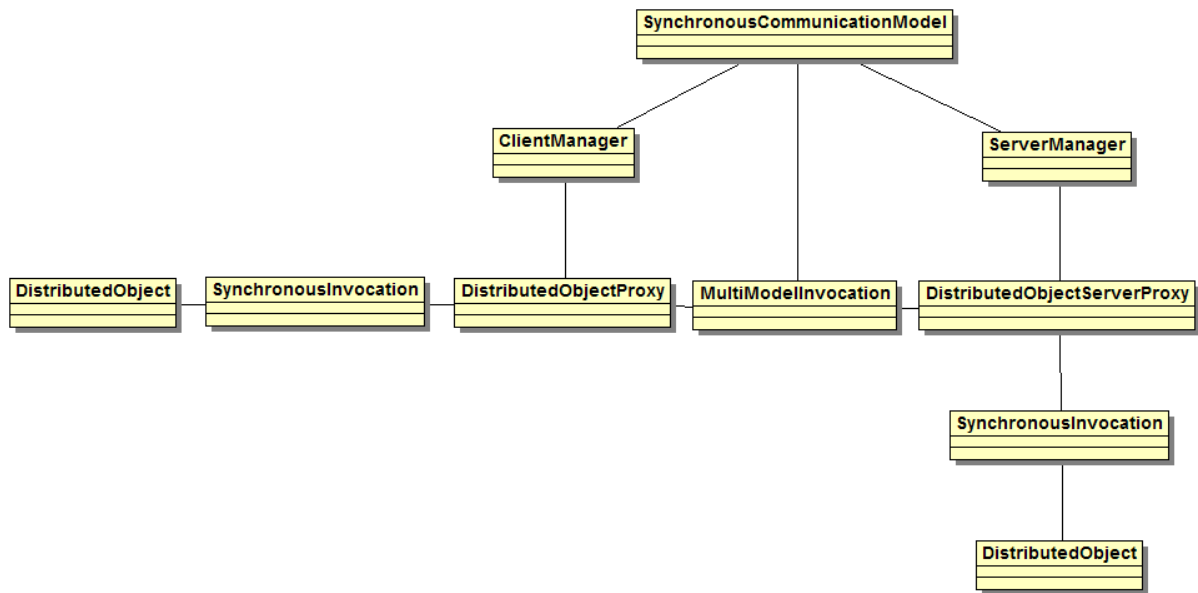 SynchronousCommunicationModel
ClientManager
ServerManager
DistributedObject
SynchronousInvocation
DistributedObjectProxy
MultiModelInvocation
DistributedObjectServerProxy
SynchronousInvocation
DistributedObject